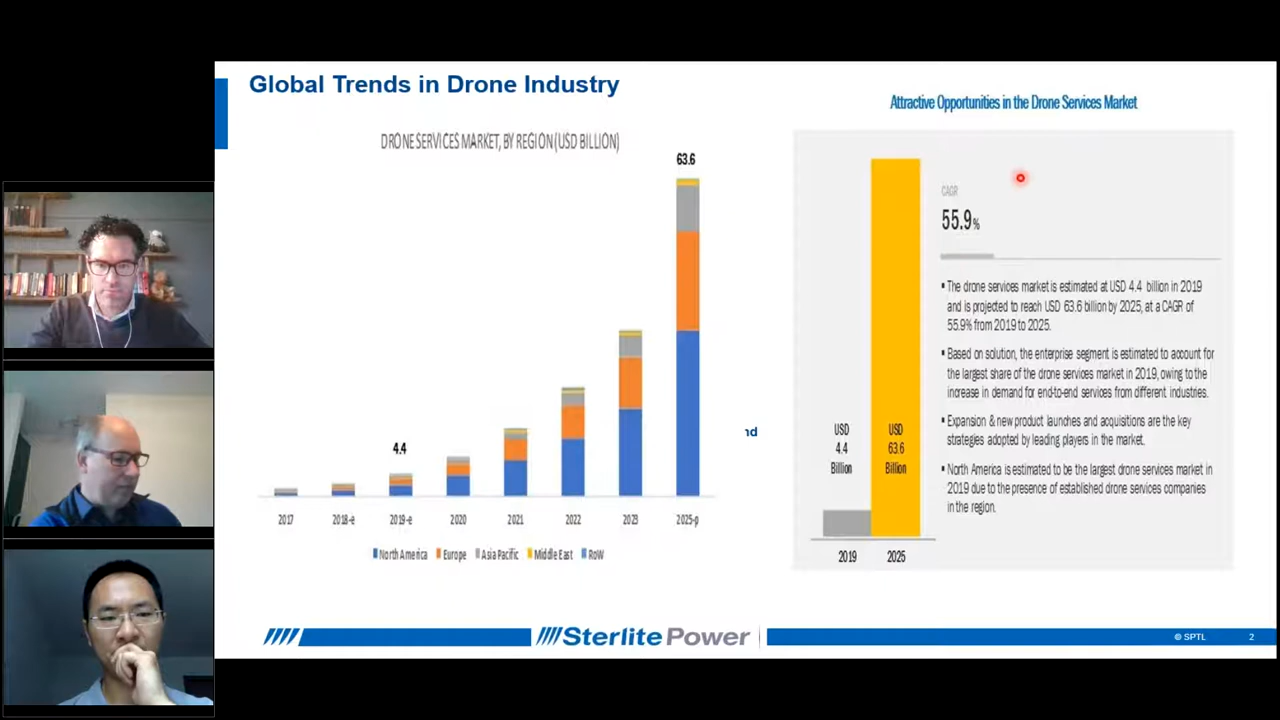 Global Trends in Drone Industry
DRONE SERVICES MARKET, BY REGION (USD BILLION)
63.6
4.4
2017
2018-e
2019-e
2020
2021
2022
2023
2025-p
North America
Europe
Asia Pacific
Middle East
RoW
nd
Attractive Opportunities in the Drone Services Market
CAGR
55.9%
▪ The drone services market is estimated at USD 4.4 billion in 2019
and is projected to reach USD 63.6 billion by 2025, at a CAGR of
55.9% from 2019 to 2025.
▪ Based on solution, the enterprise segment is estimated to account for
the largest share of the drone services market in 2019, owing to the
increase in demand for end-to-end services from different industries.
▪ Expansion & new product launches and acquisitions are the key
strategies adopted by leading players in the market.
▪ North America is estimated to be the largest drone services market in
2019 due to the presence of established drone services companies
in the region.
USD
4.4
Billion
USD
63.6
Billion
2019
2025
Sterlite Power
© SPTL
2